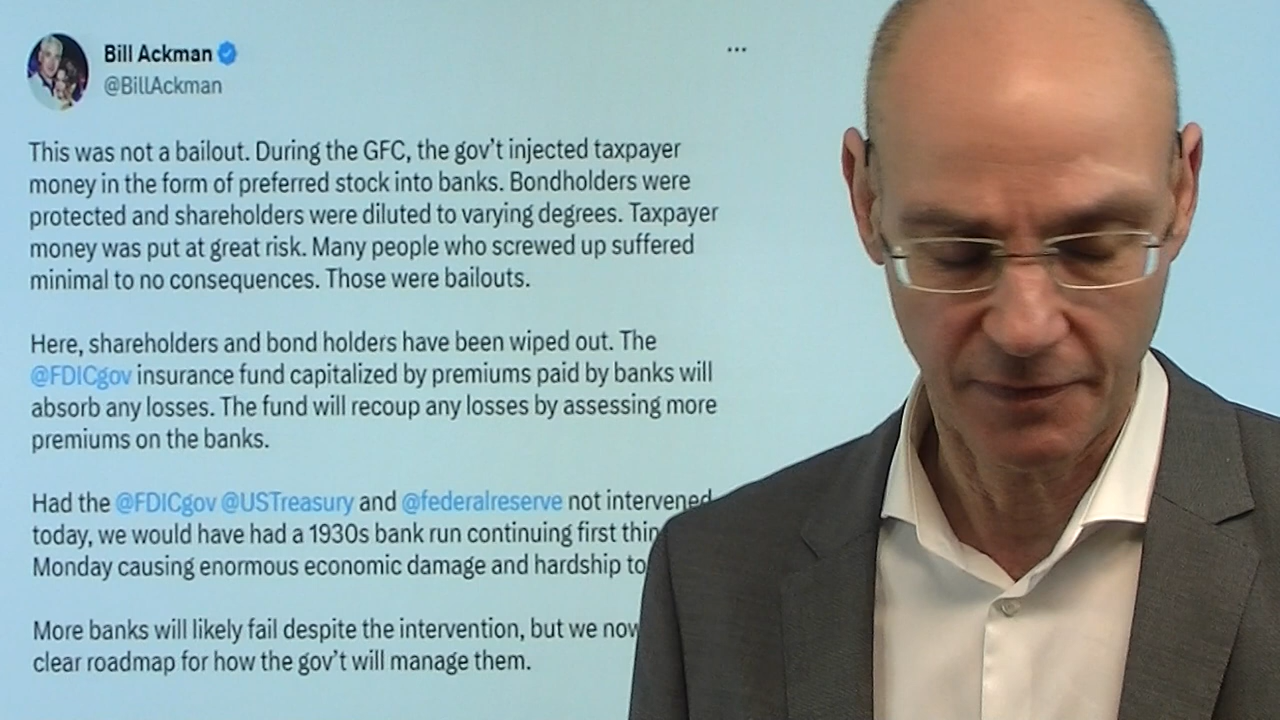 Bill Ackman
@BillAckman
This was not a bailout. During the GFC, the gov't injected taxpayer
money in the form of preferred stock into banks. Bondholders were
protected and shareholders were diluted to varying degrees. Taxpayer
money was put at great risk. Many people who screwed up suffered
minimal to no consequences. Those were bailouts.
Here, shareholders and bond holders have been wiped out. The
@FDICgov insurance fund capitalized by premiums paid by banks will
absorb any losses. The fund will recoup any losses by assessing more
premiums on the banks.
Had the @FDICgov @USTreasury and @federalreserve not intervened
today, we would have had a 1930s bank run continuing first
Monday causing enormous economic damage and hardship to
More banks will likely fail despite the intervention, but we now
clear roadmap for how the gov't will manage them.